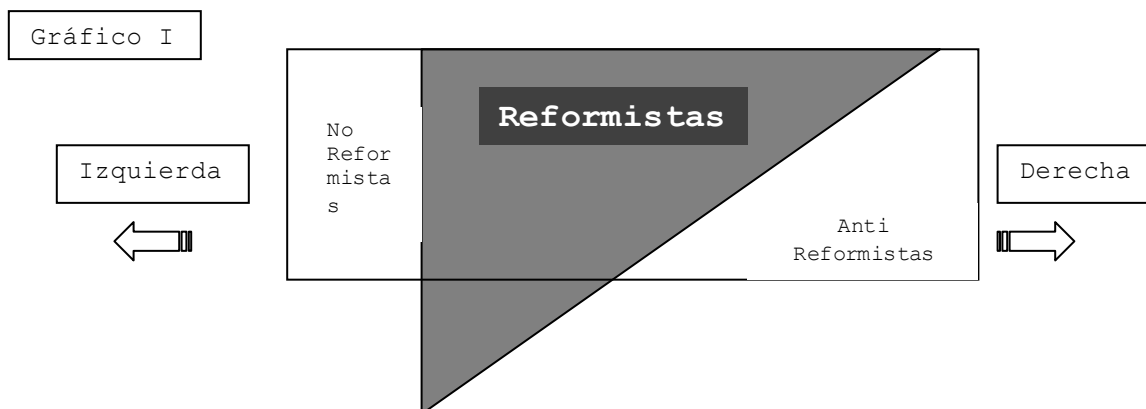 Gráfico I
Reformistas
No
Refor
mista
s
Izquierda
Derecha
Anti
Reformistas